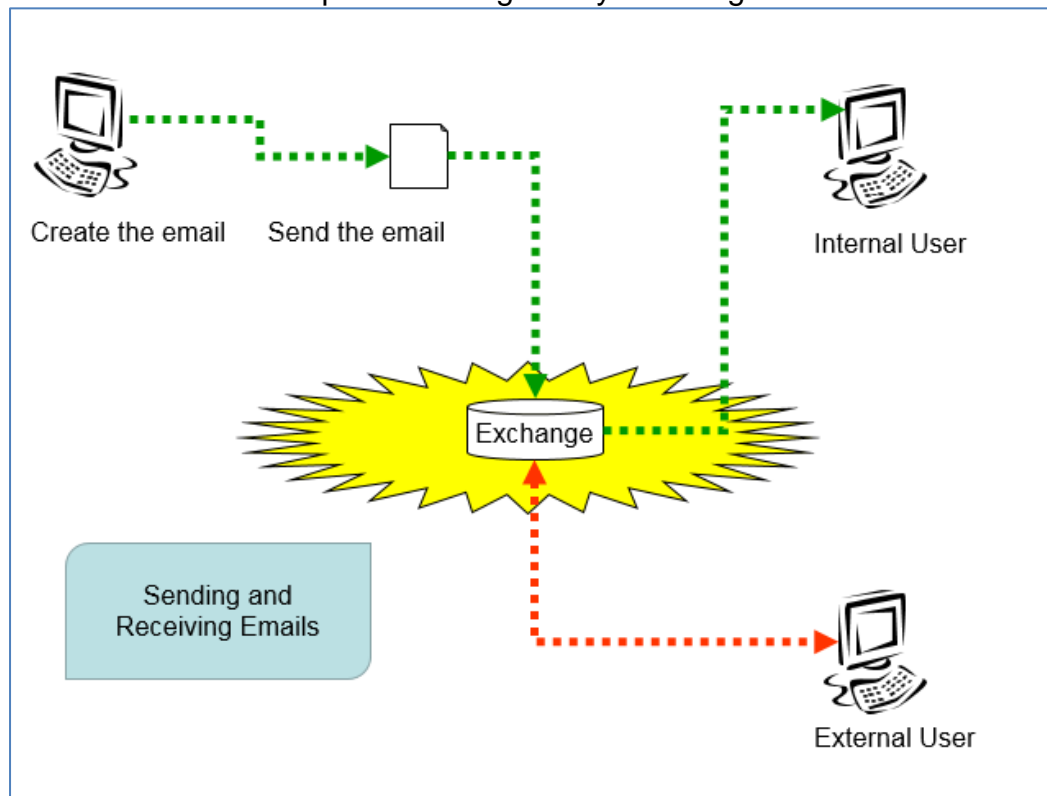 Create the email
Send the email
Internal User
Exchange
Sending and
Receiving Emails
External User